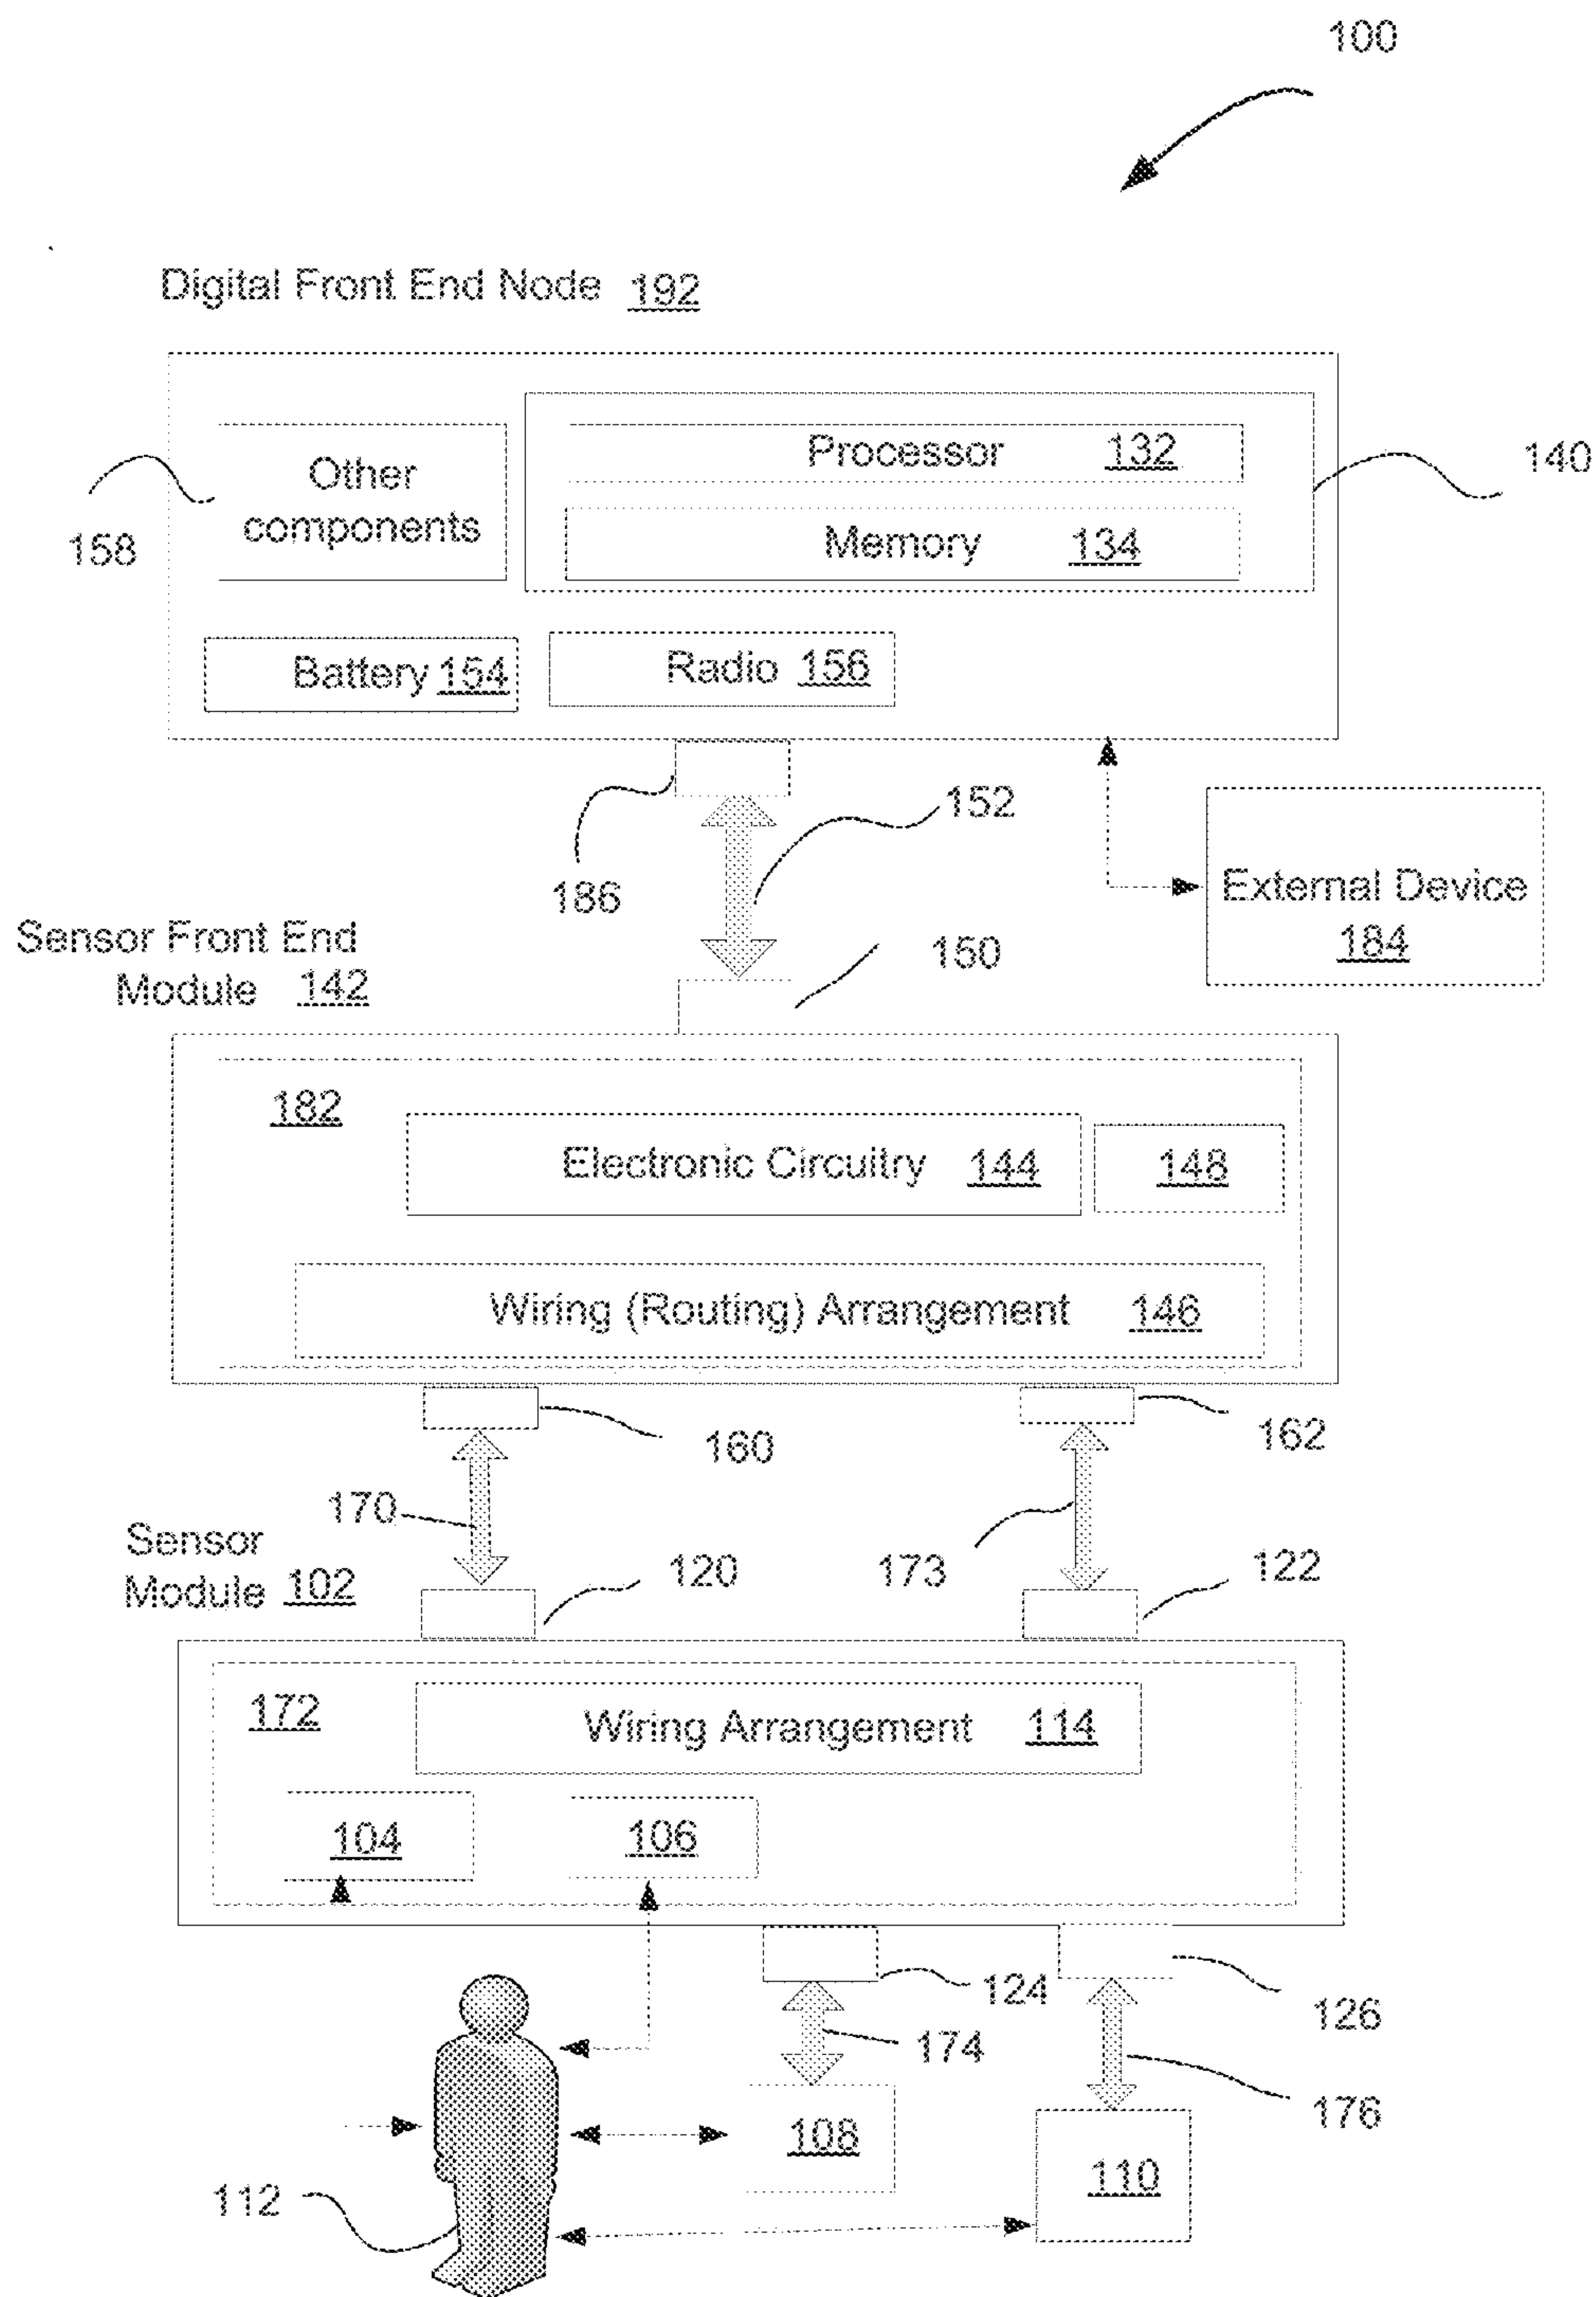 100
Digital Front End Node 192
Processor 132
140
Other
components
158
Memory 134
Battery 154
Radio 156
152
186
External Device
184
Sensor Front End
Module 142
150
182
Electronic Circuitry 144
148
Wiring (Routing) Arrangement 146
160
162
170
173
Sensor
Module 102
120
122
172
Wiring Arrangement 114
104
106
124
126
174
176
108
110
112